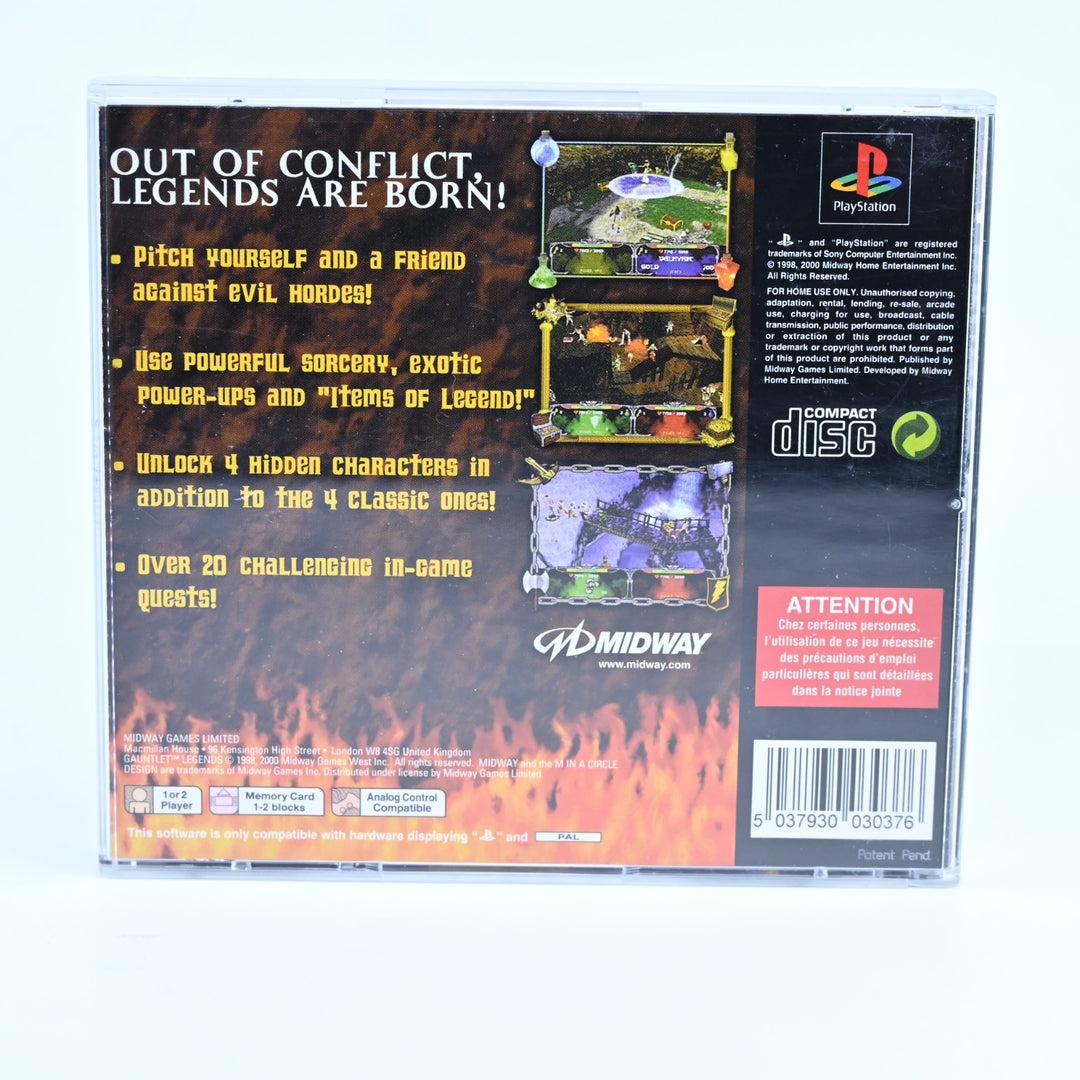 OUT OF CONFLICT,
LEGENDS ARE BORN!
• Pitch yourself and a friend
against evil hordes!
• Use powerful sorcery, exotic
power-ups and "Items of Legend!"
• Unlock 4 hidden characters in
addition to the 4 classic ones!
• Over 20 challenging in-game
quests!
MIDWAY
www.midway.com
MIDWAY GAMES LIMITED
Macmillan House • 96 Kensington High Street • London W8 4SG United Kingdom
GAUNTLET™ LEGENDS © 1998, 2000 Midway Games West Inc. All rights reserved. MIDWAY and the M IN A CIRCLE
DESIGN are trademarks of Midway Games Inc. Distributed under license by Midway Games Limited.
1 or 2
Player
Memory Card
1-2 blocks
Analog Control
Compatible
This software is only compatible with hardware displaying " " and PAL
PlayStation
" " and "PlayStation" are registered
trademarks of Sony Computer Entertainment Inc.
© 1998, 2000 Midway Home Entertainment Inc.
All Rights Reserved.
FOR HOME USE ONLY. Unauthorised copying,
adaptation, rental, lending, re-sale, arcade
use, charging for use, broadcast, cable
transmission, public performance, distribution
or extraction of this product or any
trademark or copyright work that forms part
of this product are prohibited. Published by
Midway Games Limited. Developed by Midway
Home Entertainment.
COMPACT
disc
ATTENTION
Chez certaines personnes,
l'utilisation de ce jeu nécessite
des précautions d'emploi
particulières qui sont détaillées
dans la notice jointe
5 037930 030376
Patent Pend.